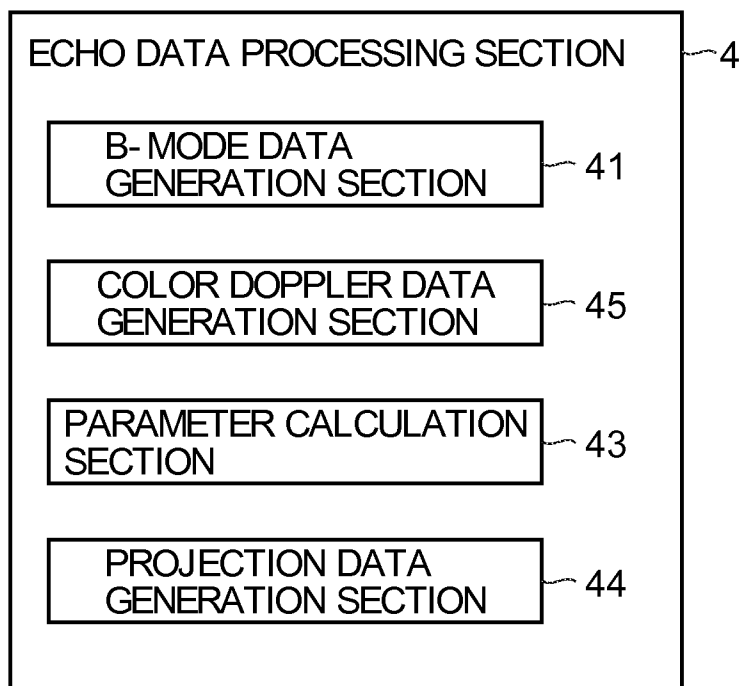 ECHO DATA PROCESSING SECTION
4
B- MODE DATA
GENERATION SECTION
41
COLOR DOPPLER DATA
GENERATION SECTION
45
PARAMETER CALCULATION
SECTION
43
PROJECTION DATA
GENERATION SECTION
44